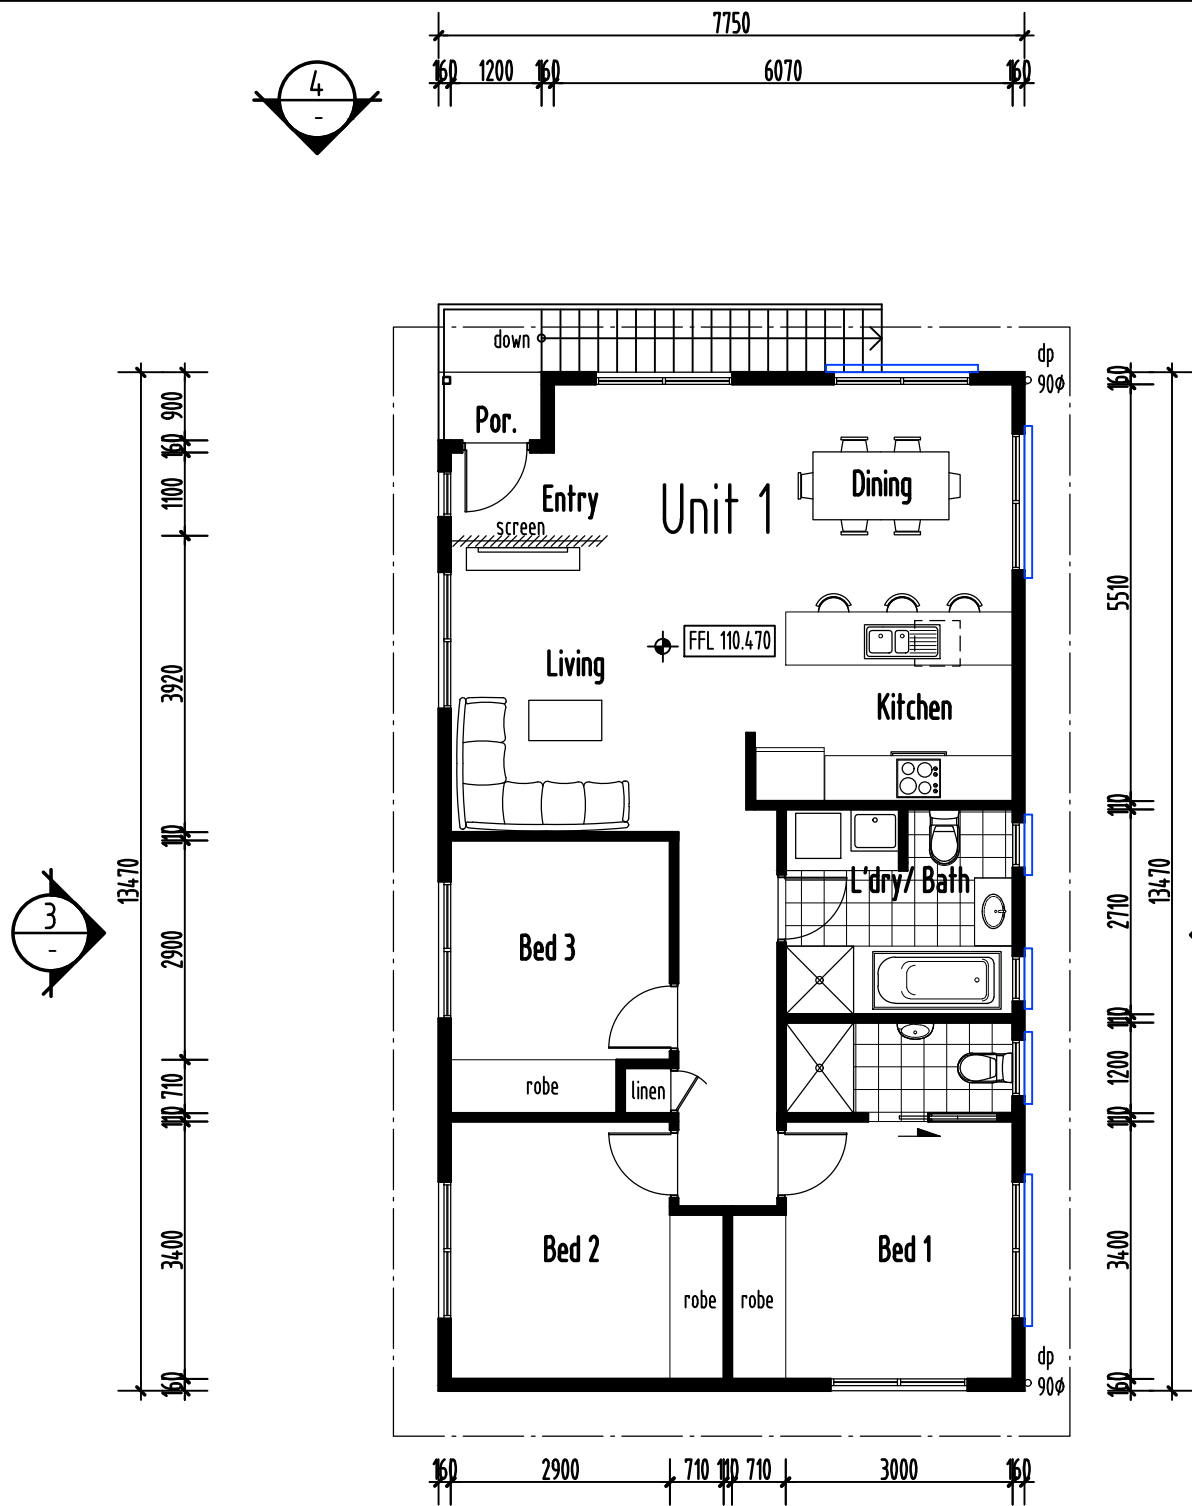 7750
160 1200 160 6070 160
4
-
down
dp
90ø
Por.
Entry
screen
Unit 1
Dining
FFL 110.470
Living
Kitchen
L'dry/ Bath
Bed 3
robe
linen
Bed 2
Bed 1
robe
robe
dp
90ø
3
-
13470
900
160
1100
3920
110
2900
710
110
3400
160
160
5510
110
2710
110
1200
110
3400
160
13470
160 2900 710 110 710 3000 160